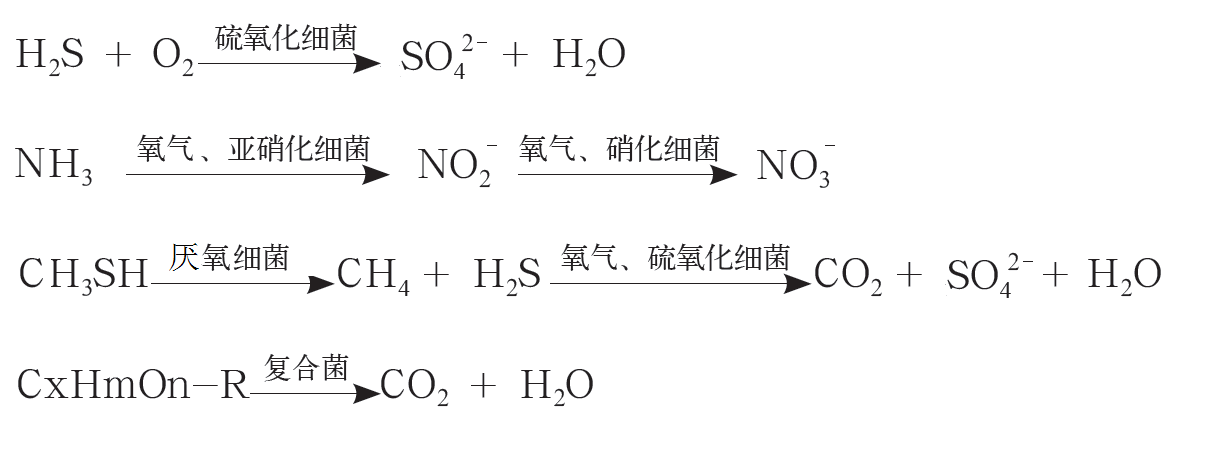 H₂S + O₂ 硫氧化细菌 → SO₄²⁻ + H₂O
NH₃ 氧气、亚硝化细菌 → NO₂⁻ 氧气、硝化细菌 → NO₃⁻
CH₃SH 厌氧细菌 → CH₄ + H₂S 氧气、硫氧化细菌 → CO₂ + SO₄²⁻ + H₂O
CxHmOn-R 复合菌 → CO₂ + H₂O